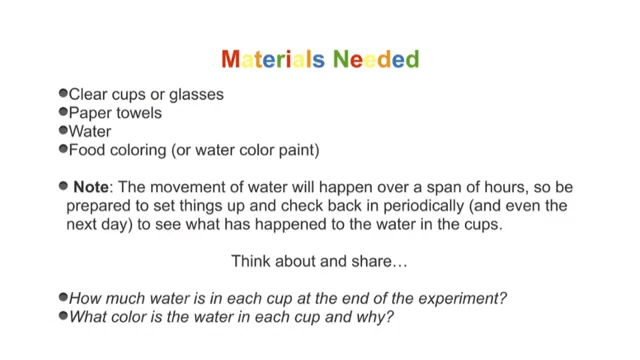 Materials Needed
●Clear cups or glasses
●Paper towels
●Water
●Food coloring (or water color paint)
● Note: The movement of water will happen over a span of hours, so be
prepared to set things up and check back in periodically (and even the
next day) to see what has happened to the water in the cups.
Think about and share…
●How much water is in each cup at the end of the experiment?
●What color is the water in each cup and why?